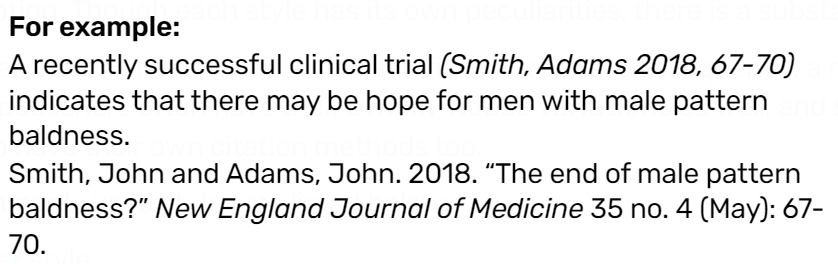 For example:
A recently successful clinical trial (Smith, Adams 2018, 67-70)
indicates that there may be hope for men with male pattern
baldness.
Smith, John and Adams, John. 2018. “The end of male pattern
baldness?” New England Journal of Medicine 35 no. 4 (May): 67-
70.